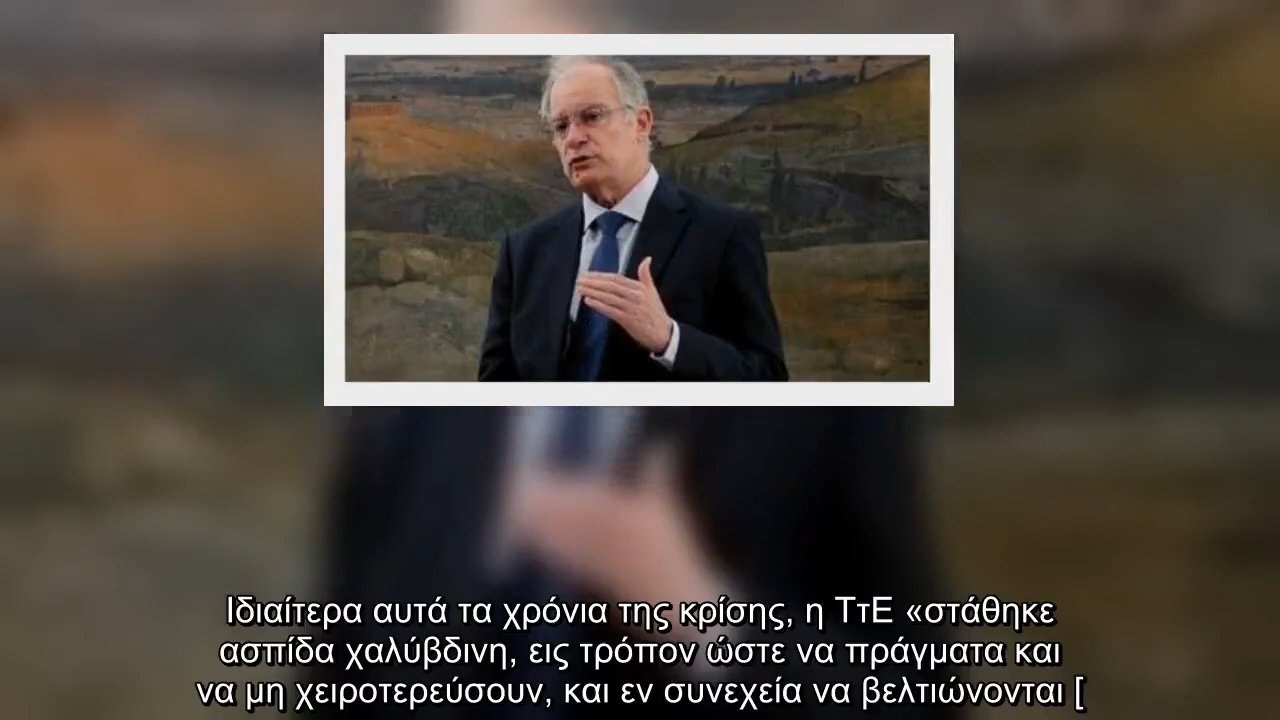 Ιδιαίτερα αυτά τα χρόνια της κρίσης, η ΤτΕ «στάθηκε
ασπίδα χαλύβδινη, εις τρόπον ώστε να πράγματα και
να μη χειροτερεύσουν, και εν συνεχεία να βελτιώνονται [